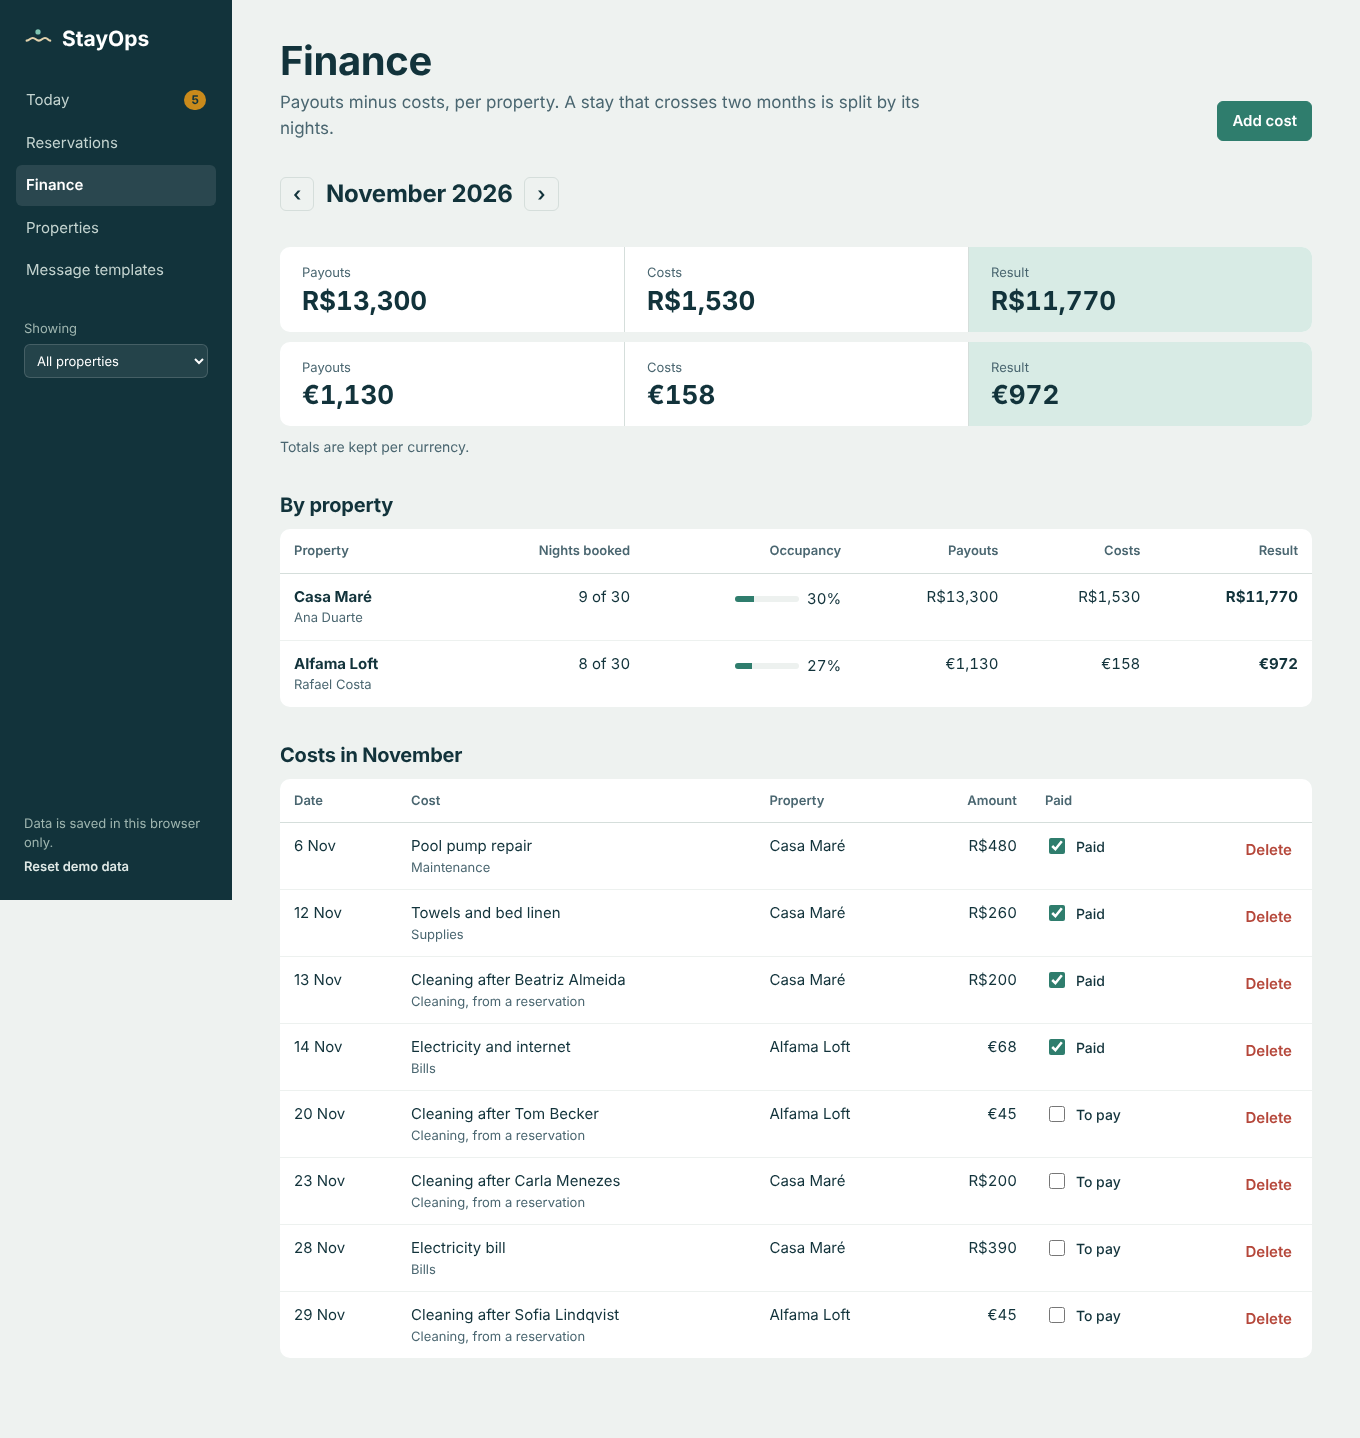 StayOps
Today 5
Reservations
Finance
Properties
Message templates
Showing
All properties
Data is saved in this browser
only.
Reset demo data
Finance
Payouts minus costs, per property. A stay that crosses two months is split by its
nights.
Add cost
‹ November 2026 ›
Payouts Costs Result
R$13,300 R$1,530 R$11,770
Payouts Costs Result
€1,130 €158 €972
Totals are kept per currency.
By property
Property Nights booked Occupancy Payouts Costs Result
Casa Maré 9 of 30 30% R$13,300 R$1,530 R$11,770
Ana Duarte
Alfama Loft 8 of 30 27% €1,130 €158 €972
Rafael Costa
Costs in November
Date Cost Property Amount Paid
6 Nov Pool pump repair Casa Maré R$480 Paid Delete
Maintenance
12 Nov Towels and bed linen Casa Maré R$260 Paid Delete
Supplies
13 Nov Cleaning after Beatriz Almeida Casa Maré R$200 Paid Delete
Cleaning, from a reservation
14 Nov Electricity and internet Alfama Loft €68 Paid Delete
Bills
20 Nov Cleaning after Tom Becker Alfama Loft €45 To pay Delete
Cleaning, from a reservation
23 Nov Cleaning after Carla Menezes Casa Maré R$200 To pay Delete
Cleaning, from a reservation
28 Nov Electricity bill Casa Maré R$390 To pay Delete
Bills
29 Nov Cleaning after Sofia Lindqvist Alfama Loft €45 To pay Delete
Cleaning, from a reservation